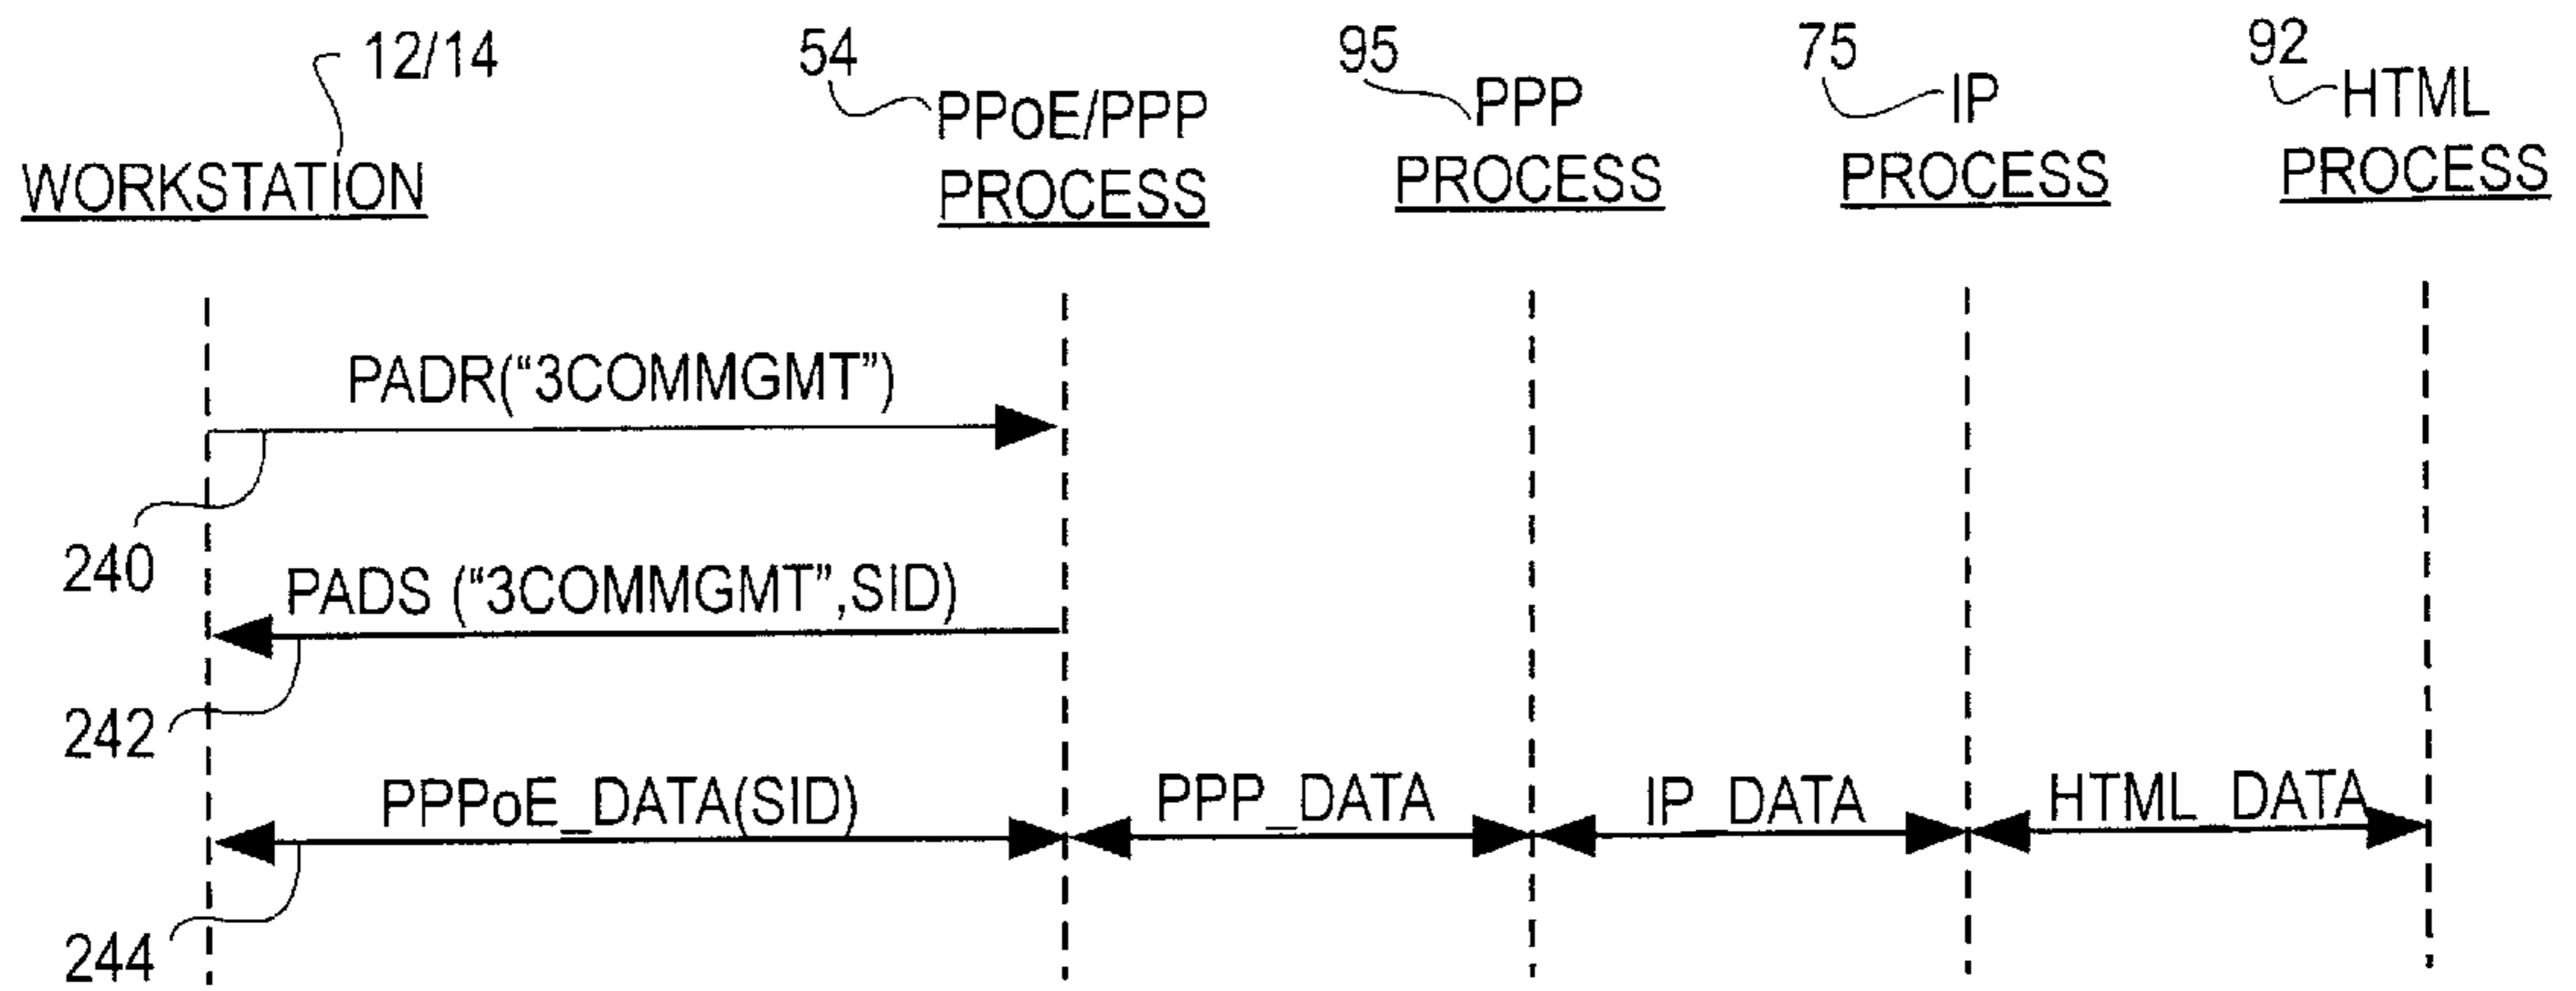 12/14
WORKSTATION
54
PPoE/PPP
PROCESS
95
PPP
PROCESS
75
IP
PROCESS
92
HTML
PROCESS
PADR(“3COMMGMT”)
240
PADS (“3COMMGMT”,SID)
242
PPPoE_DATA(SID)
PPP_DATA
IP_DATA
HTML_DATA
244